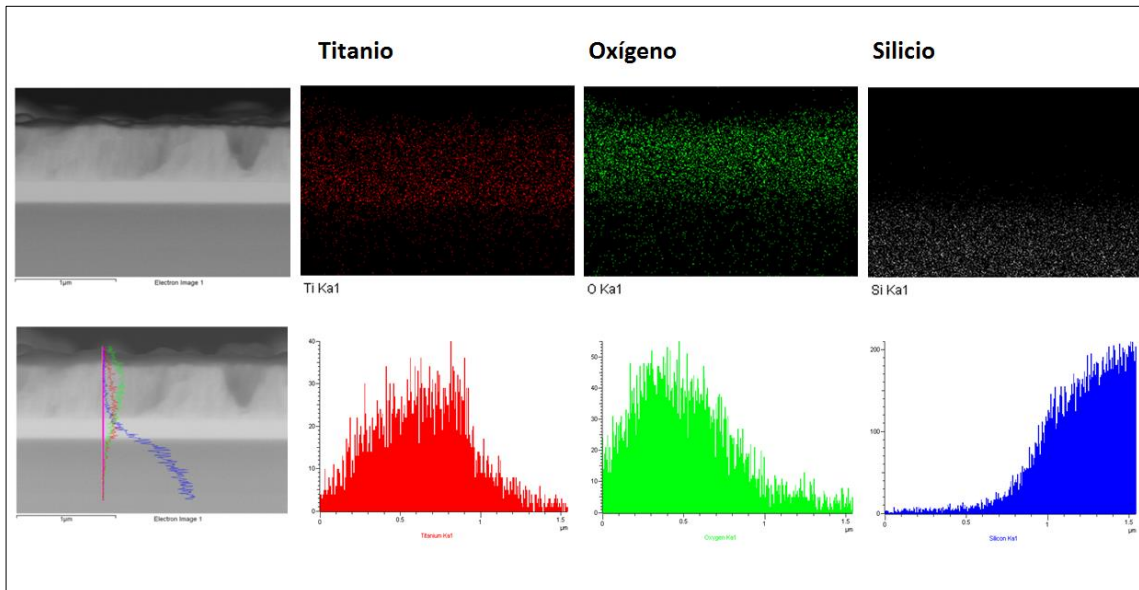 Titanio
Oxígeno
Silicio
1µm
Electron Image 1
Ti Ka1
O Ka1
Si Ka1
40
30
20
10
0
0
0.5
1
1.5
µm
Titanium Ka1
50
40
30
20
10
0
0
0.5
1
1.5
µm
Oxygen Ka1
200
100
0
0
0.5
1
1.5
µm
Silicon Ka1
1µm
Electron Image 1